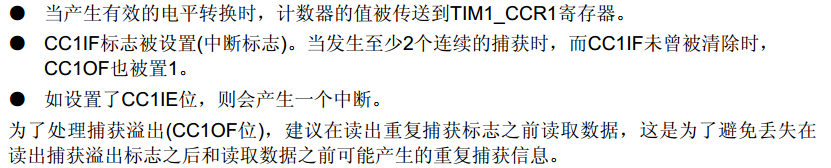 ● 当产生有效的电平转换时，计数器的值被传送到TIM1_CCR1寄存器。
● CC1IF标志被设置(中断标志)。当发生至少2个连续的捕获时，而CC1IF未曾被清除时，
CC1OF也被置1。
● 如设置了CC1IE位，则会产生一个中断。
为了处理捕获溢出(CC1OF位)，建议在读出重复捕获标志之前读取数据，这是为了避免丢失在
读出捕获溢出标志之后和读取数据之前可能产生的重复捕获信息。